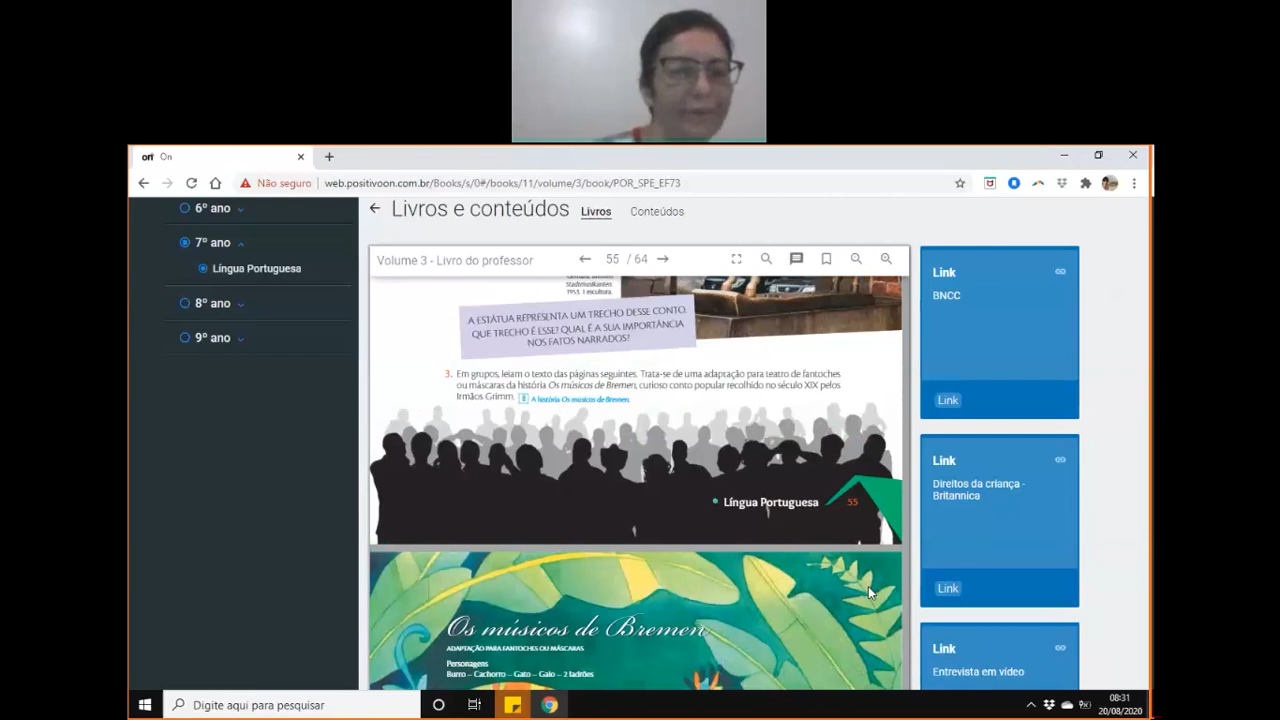 On
Não seguro
web.positivoon.com.br/Books/s/0#/books/11/volume/3/book/POR_SPE_EF73
6º ano
7º ano
Língua Portuguesa
8º ano
9º ano
Livros e conteúdos Livros Conteúdos
Volume 3 - Livro do professor 55 / 64
Stadtmusikanten.
1953. 1 escultura.
A ESTÁTUA REPRESENTA UM TRECHO DESSE CONTO.
QUE TRECHO É ESSE? QUAL É A SUA IMPORTÂNCIA
NOS FATOS NARRADOS?
3. Em grupos, leiam o texto das páginas seguintes. Trata-se de uma adaptação para teatro de fantoches
ou máscaras da história Os músicos de Bremen, curioso conto popular recolhido no século XIX pelos
Irmãos Grimm. 8 A história Os músicos de Bremen.
Língua Portuguesa 55
Os músicos de Bremen
ADAPTAÇÃO PARA FANTOCHES OU MÁSCARAS
Personagens
Burro – Cachorro – Gato – Galo – 2 ladrões
Link
BNCC
Link
Link
Direitos da criança -
Britannica
Link
Link
Entrevista em vídeo
Digite aqui para pesquisar
08:31
20/08/2020